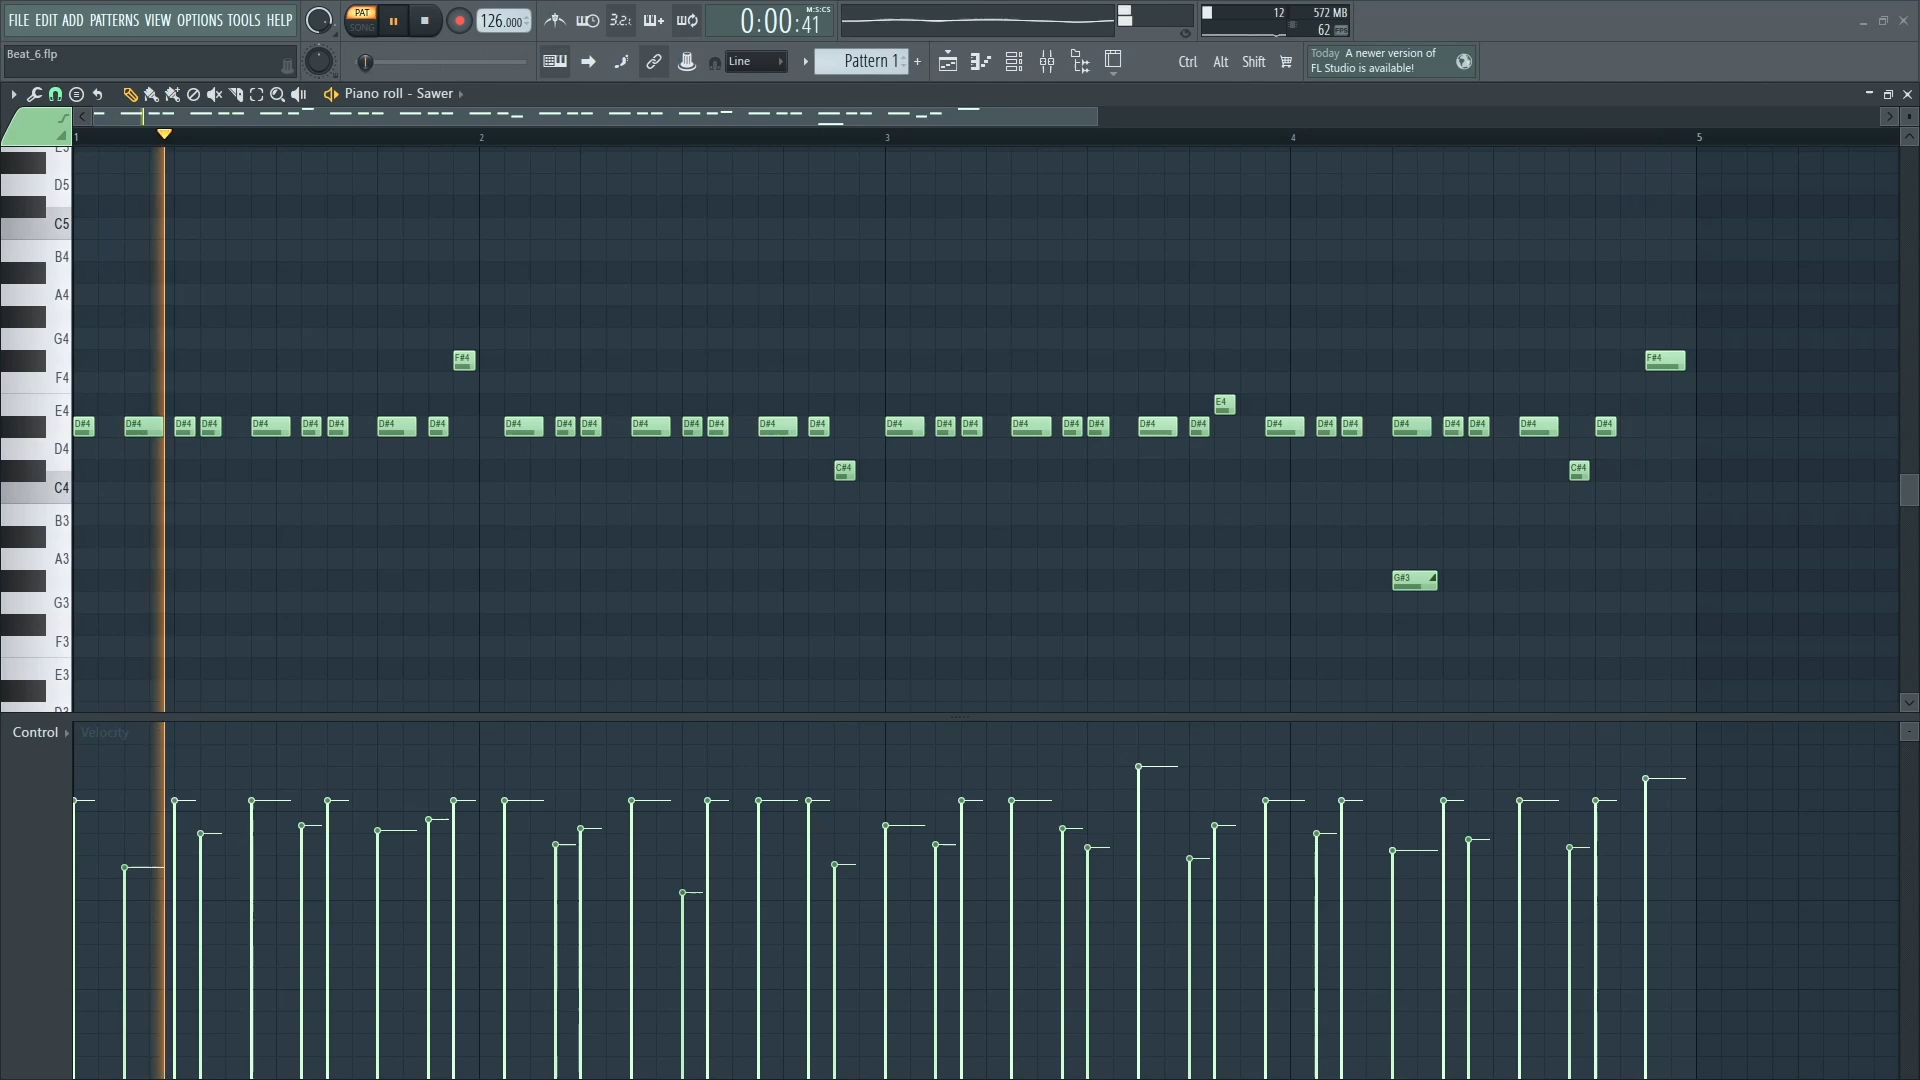 FILE EDIT ADD PATTERNS VIEW OPTIONS TOOLS HELP
PAT
SONG
126.000
3.2.
0:00:41
M:S:CS
12
572 MB
62
Beat_6.flp
Line
Pattern 1
Ctrl Alt Shift
Today A newer version of
FL Studio is available!
Piano roll - Sawer
1 2 3 4 5
E5
D5
C5
B4
A4
G4
F#4 F#4
F4
E4 E4
D#4 D#4 D#4 D#4 D#4 D#4 D#4 D#4 D#4 D#4 D#4 D#4 D#4 D#4 D#4 D#4 D#4 D#4 D#4 D#4 D#4 D#4 D#4 D#4 D#4 D#4 D#4 D#4 D#4 D#4 D#4 D#4 D#4
D4
C#4 C#4
C4
B3
A3
G#3
G3
F3
E3
D3
Control Velocity